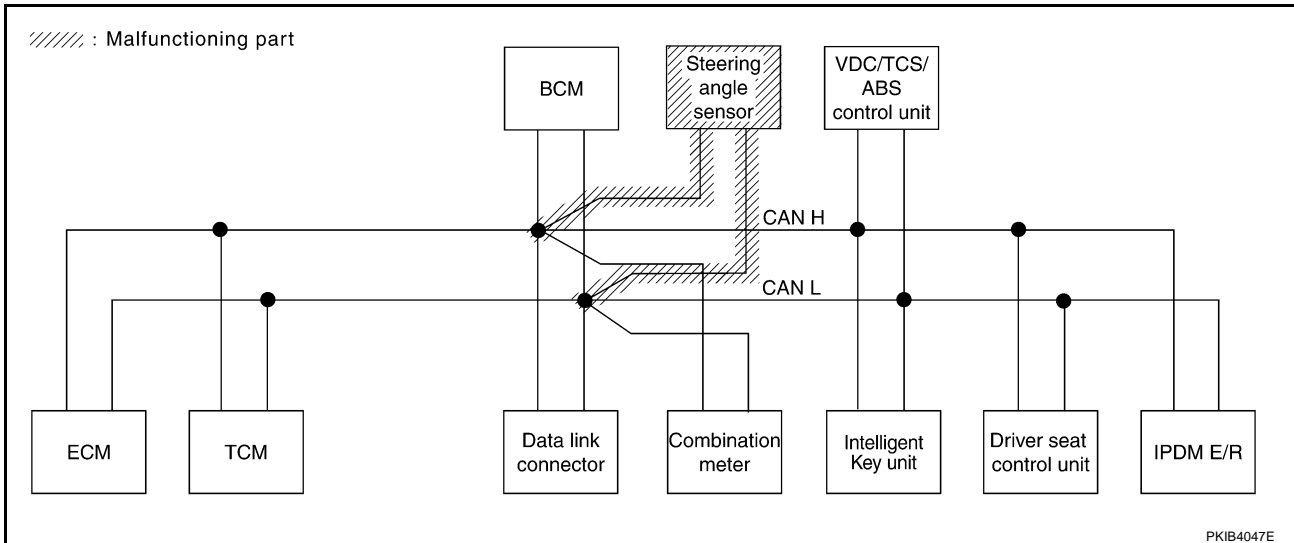 : Malfunctioning part
BCM
Steering
angle
sensor
VDC/TCS/
ABS
control unit
CAN H
CAN L
ECM
TCM
Data link
connector
Combination
meter
Intelligent
Key unit
Driver seat
control unit
IPDM E/R
PKIB4047E